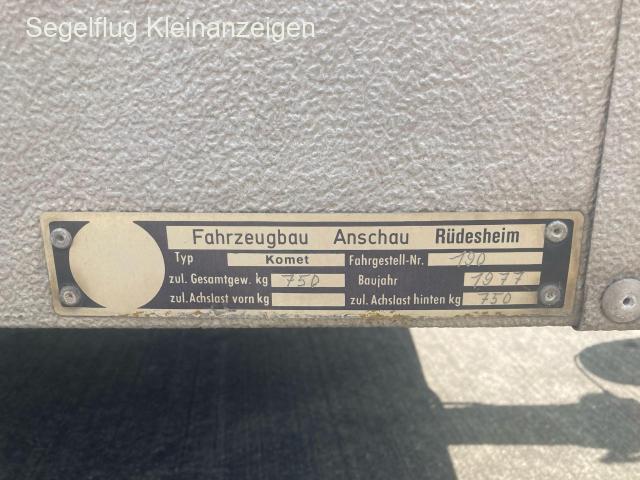 Segelflug Kleinanzeigen
Fahrzeugbau Anschau Rüdesheim
Typ Komet Fahrgestell-Nr. 190
zul. Gesamtgew. kg 750 Baujahr 1977
zul. Achslast vorn kg zul. Achslast hinten kg 750